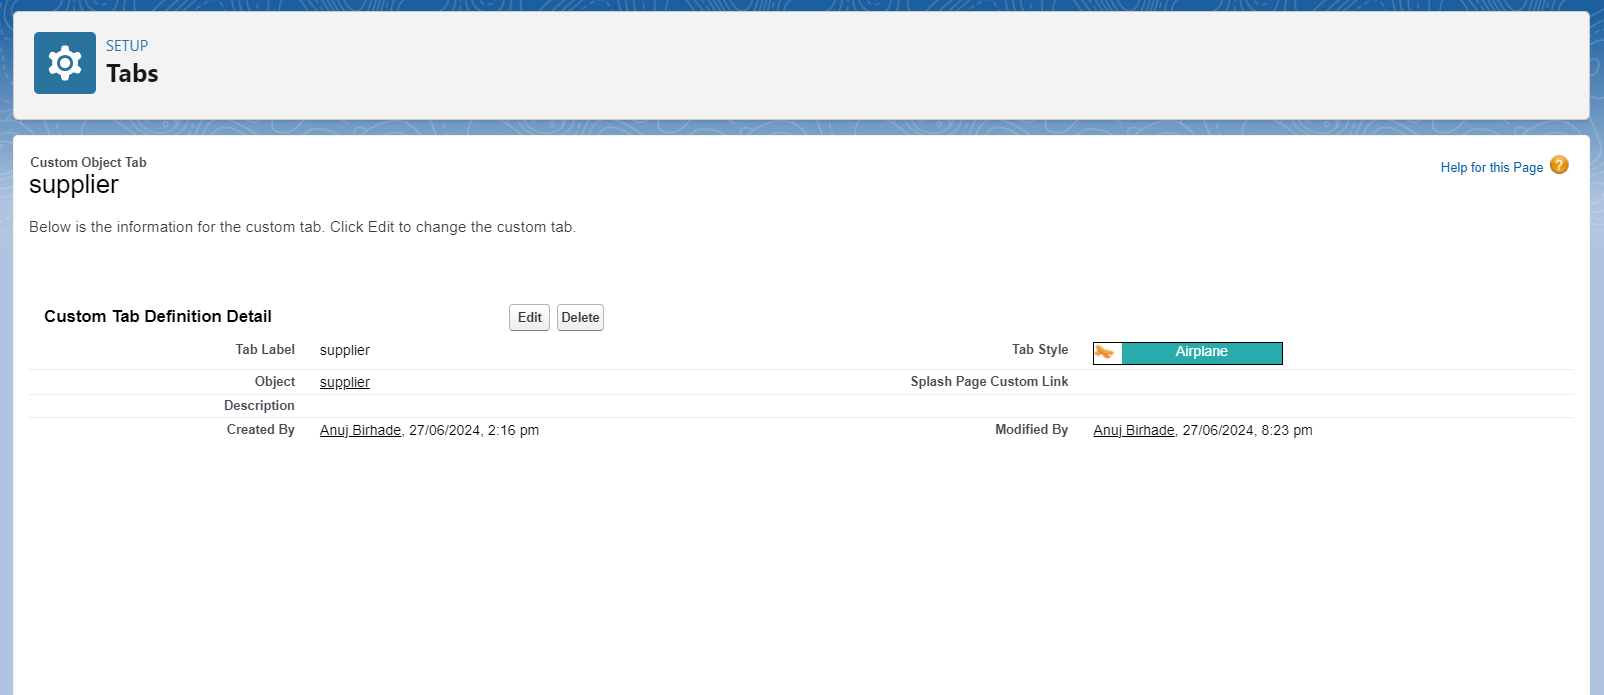 SETUP
Tabs
Custom Object Tab
supplier
Help for this Page ?
Below is the information for the custom tab. Click Edit to change the custom tab.
Custom Tab Definition Detail Edit Delete
Tab Label supplier Tab Style Airplane
Object supplier Splash Page Custom Link
Description
Created By Anuj Birhade, 27/06/2024, 2:16 pm Modified By Anuj Birhade, 27/06/2024, 8:23 pm